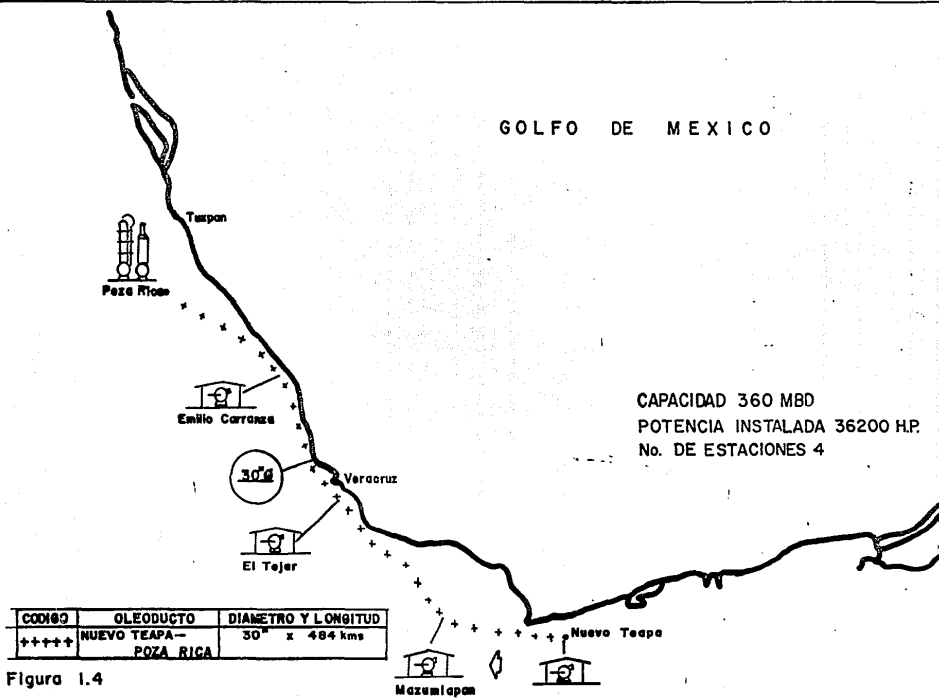 GOLFO DE MEXICO
Tuxpan
Poza Rica
Emilio Carranza
30"Ø
Veracruz
El Tejar
CAPACIDAD 360 MBD
POTENCIA INSTALADA 36200 H.P.
No. DE ESTACIONES 4
Nuevo Teapa
Mazumiapan
CODIGO OLEODUCTO DIAMETRO Y LONGITUD
+++++ NUEVO TEAPA— 30" x 484 kms
POZA RICA
Figura 1.4